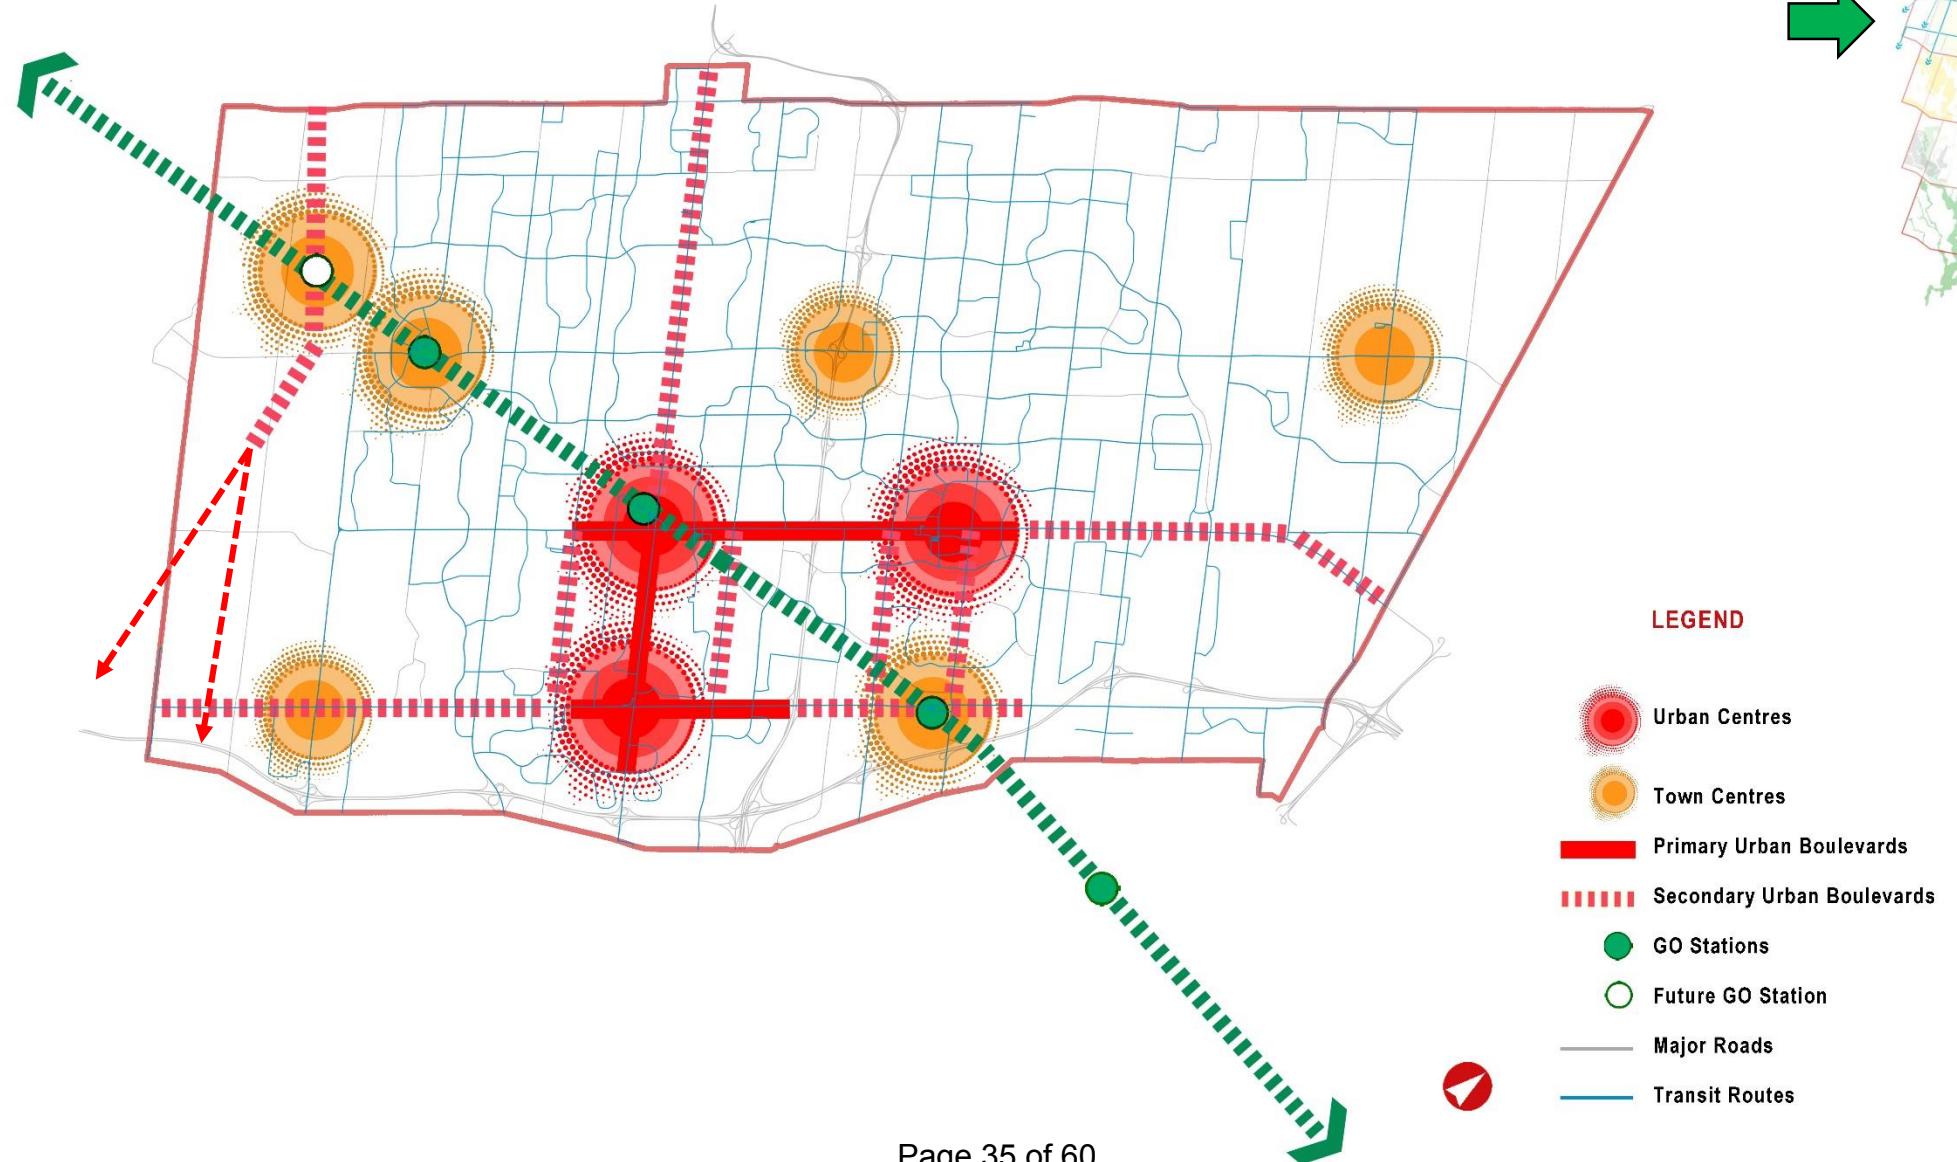 LEGEND
Urban Centres
Town Centres
Primary Urban Boulevards
Secondary Urban Boulevards
GO Stations
Future GO Station
Major Roads
Transit Routes
Page 35 of 60